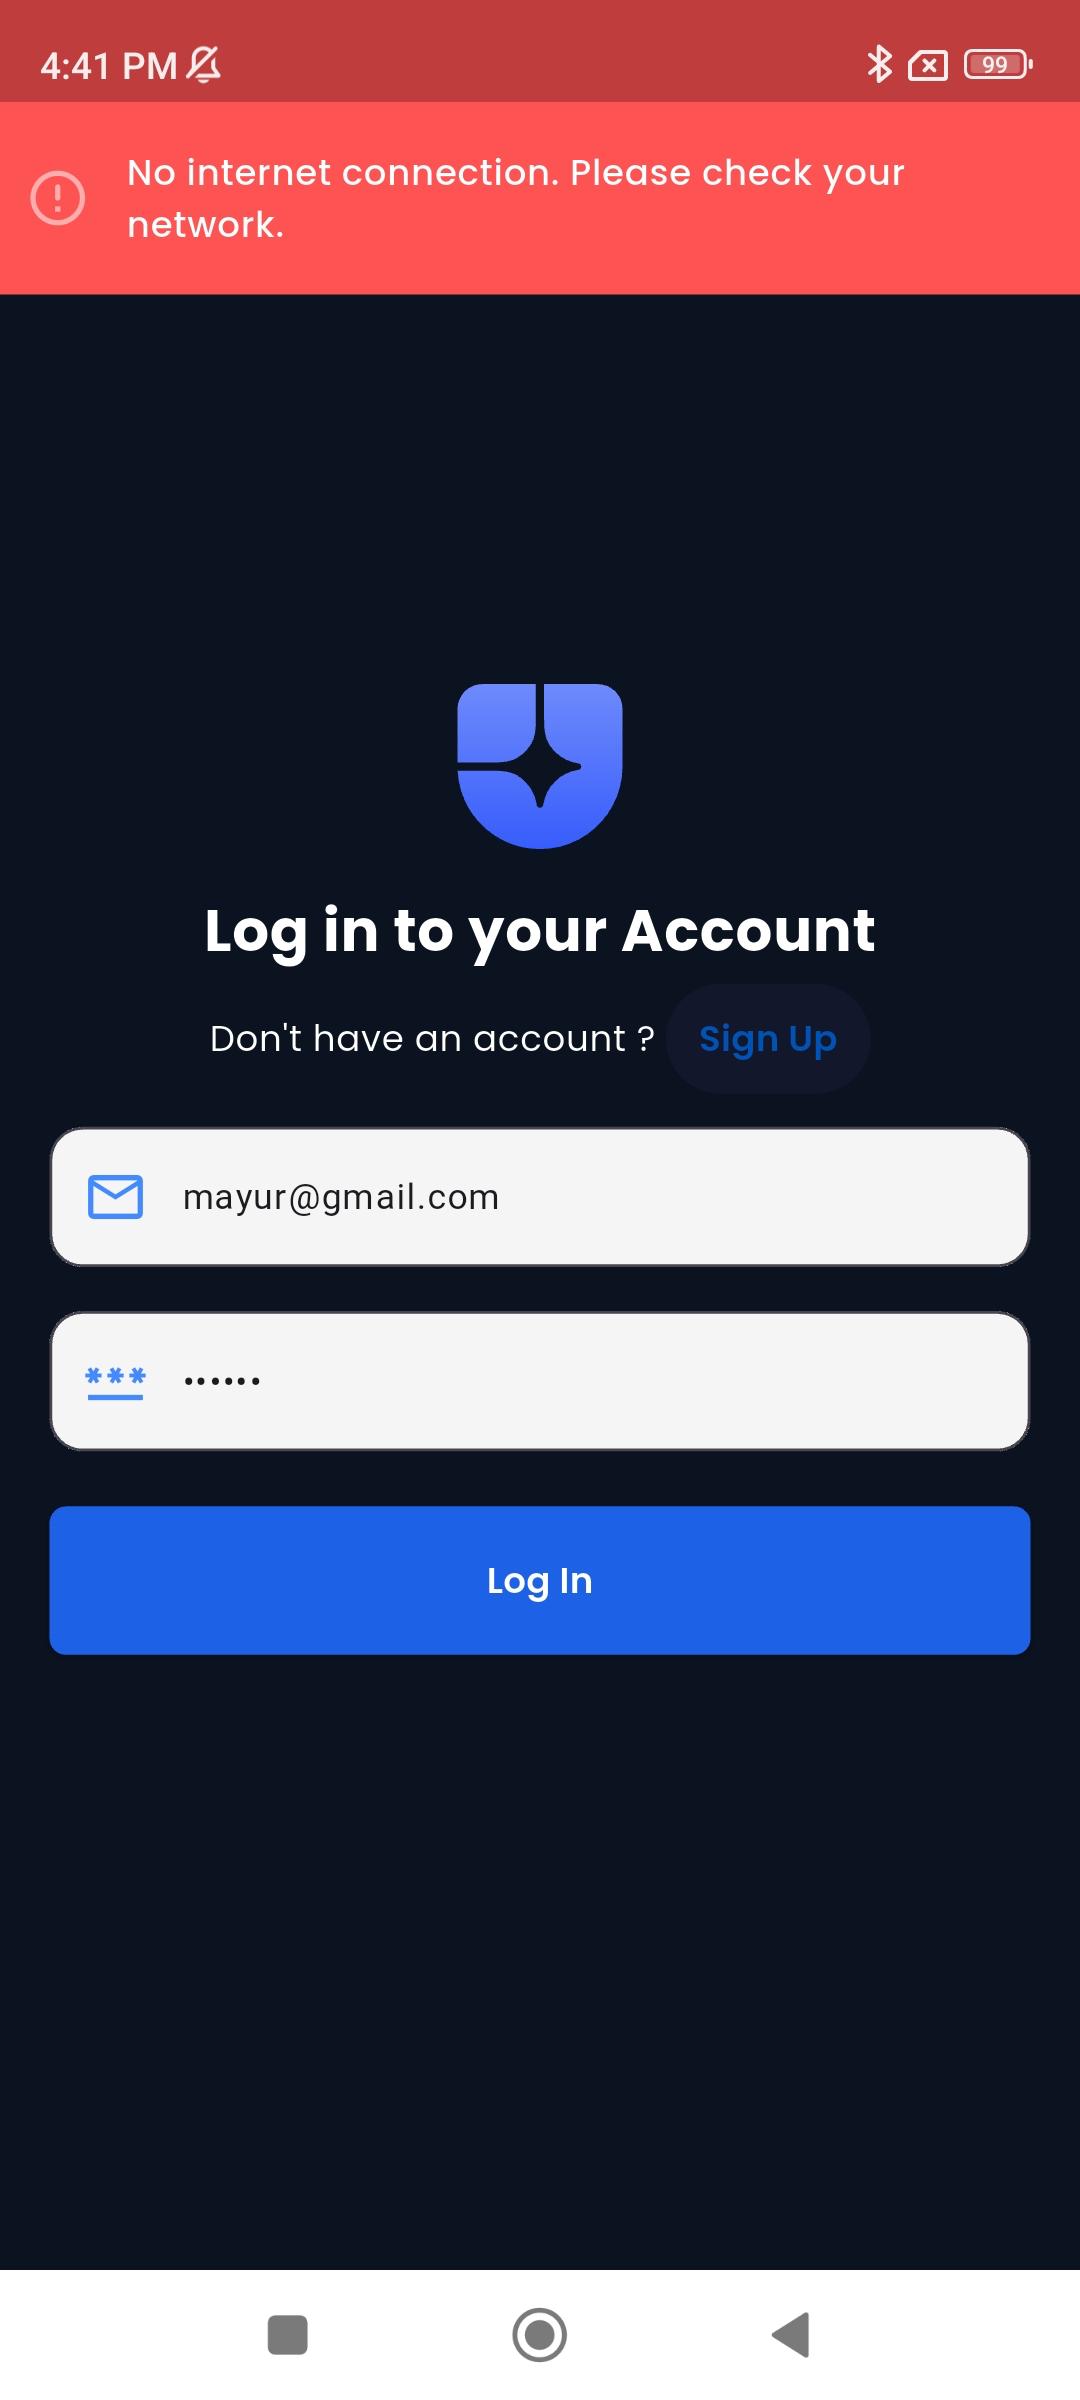 4:41 PM
99
No internet connection. Please check your
network.
Log in to your Account
Don't have an account ? Sign Up
mayur@gmail.com
***
••••••
Log In